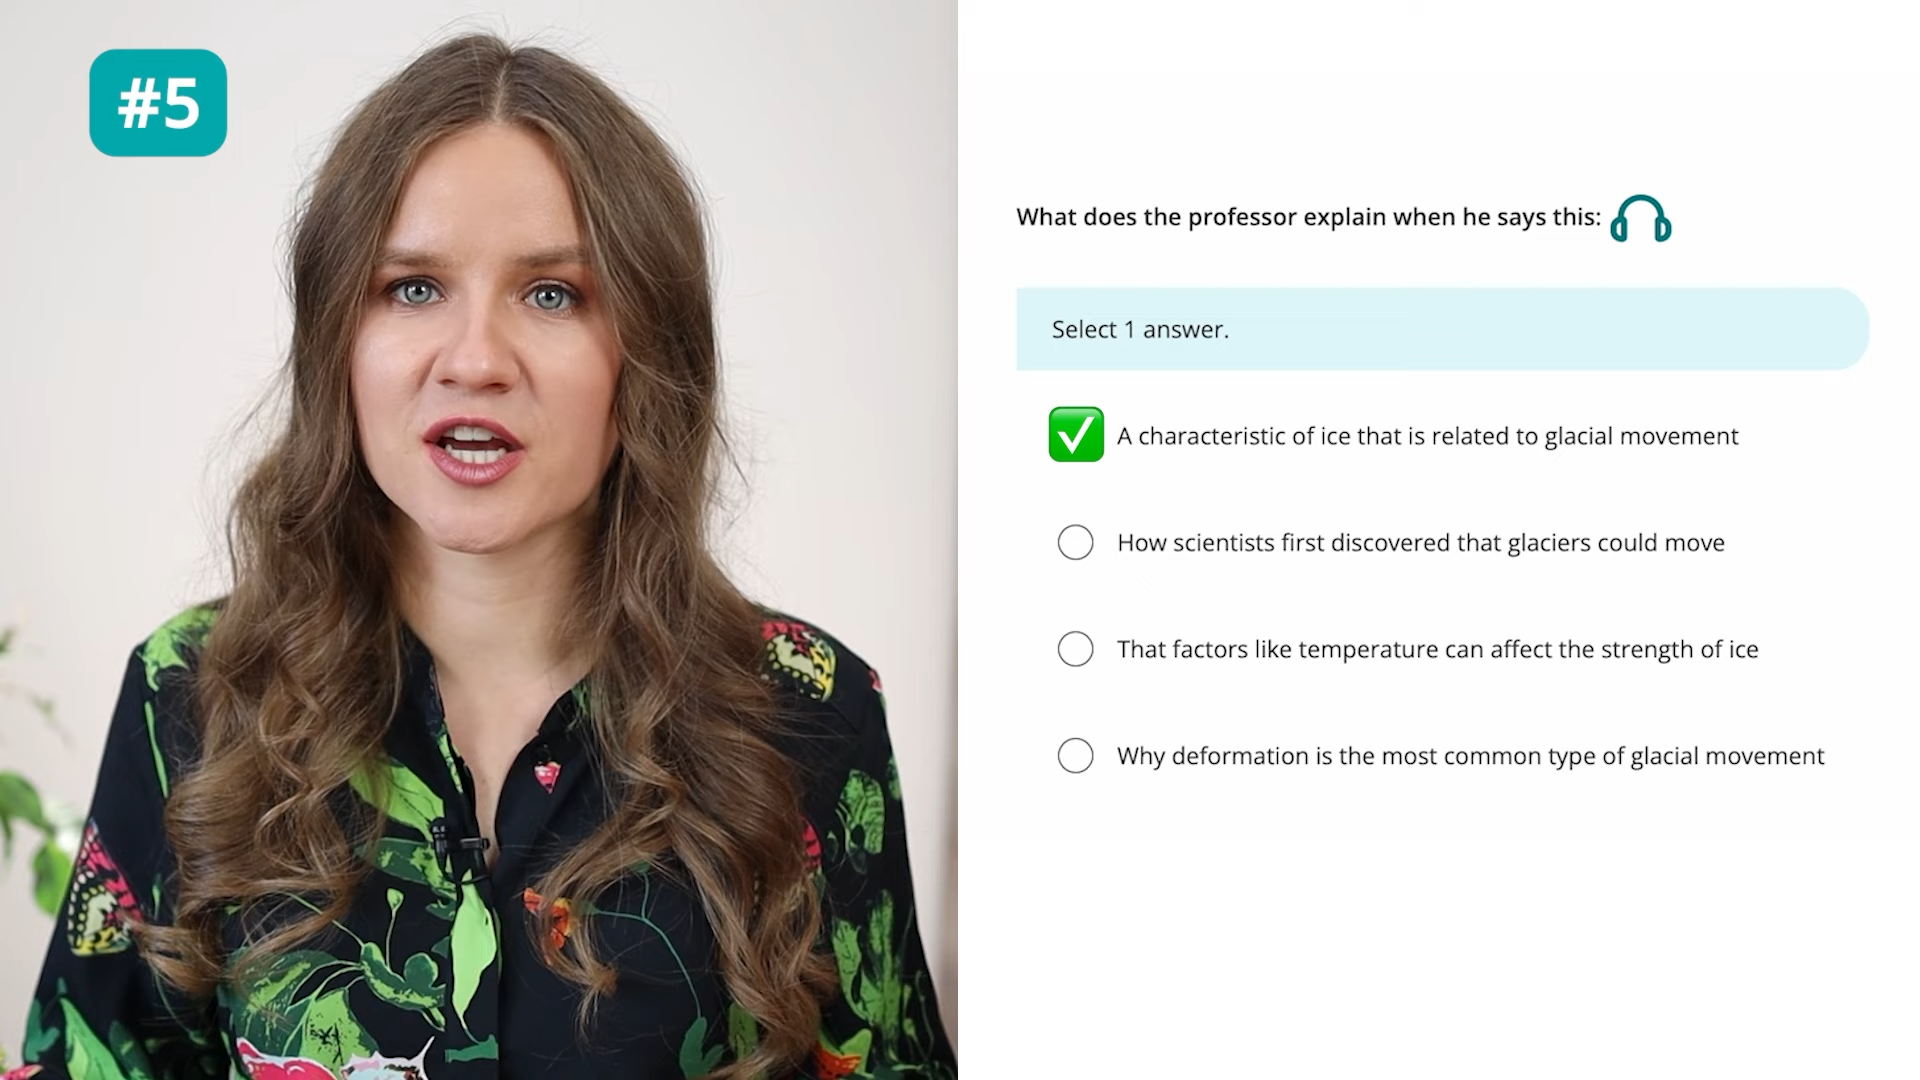 #5
What does the professor explain when he says this:
Select 1 answer.
A characteristic of ice that is related to glacial movement
How scientists first discovered that glaciers could move
That factors like temperature can affect the strength of ice
Why deformation is the most common type of glacial movement